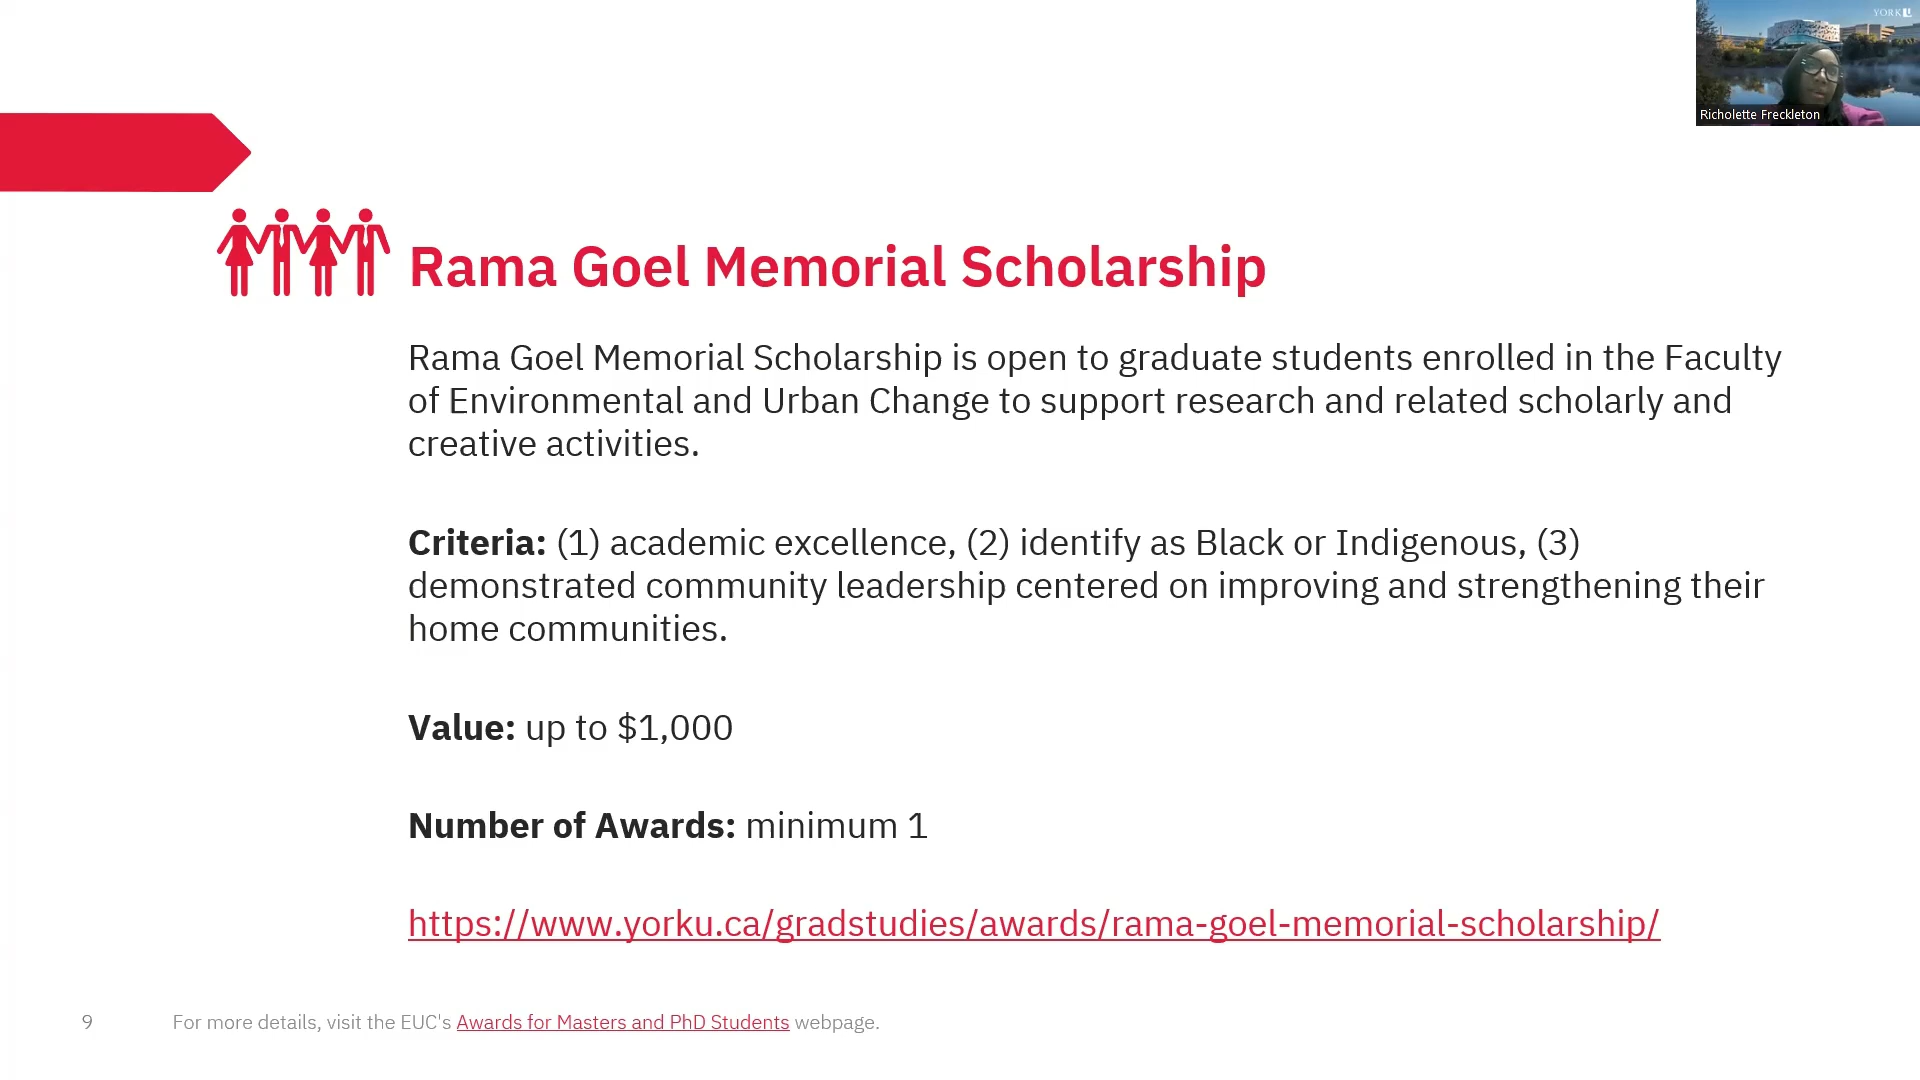 YORK U
Richolette Freckleton
Rama Goel Memorial Scholarship
Rama Goel Memorial Scholarship is open to graduate students enrolled in the Faculty
of Environmental and Urban Change to support research and related scholarly and
creative activities.
Criteria: (1) academic excellence, (2) identify as Black or Indigenous, (3)
demonstrated community leadership centered on improving and strengthening their
home communities.
Value: up to $1,000
Number of Awards: minimum 1
https://www.yorku.ca/gradstudies/awards/rama-goel-memorial-scholarship/
9
For more details, visit the EUC's Awards for Masters and PhD Students webpage.